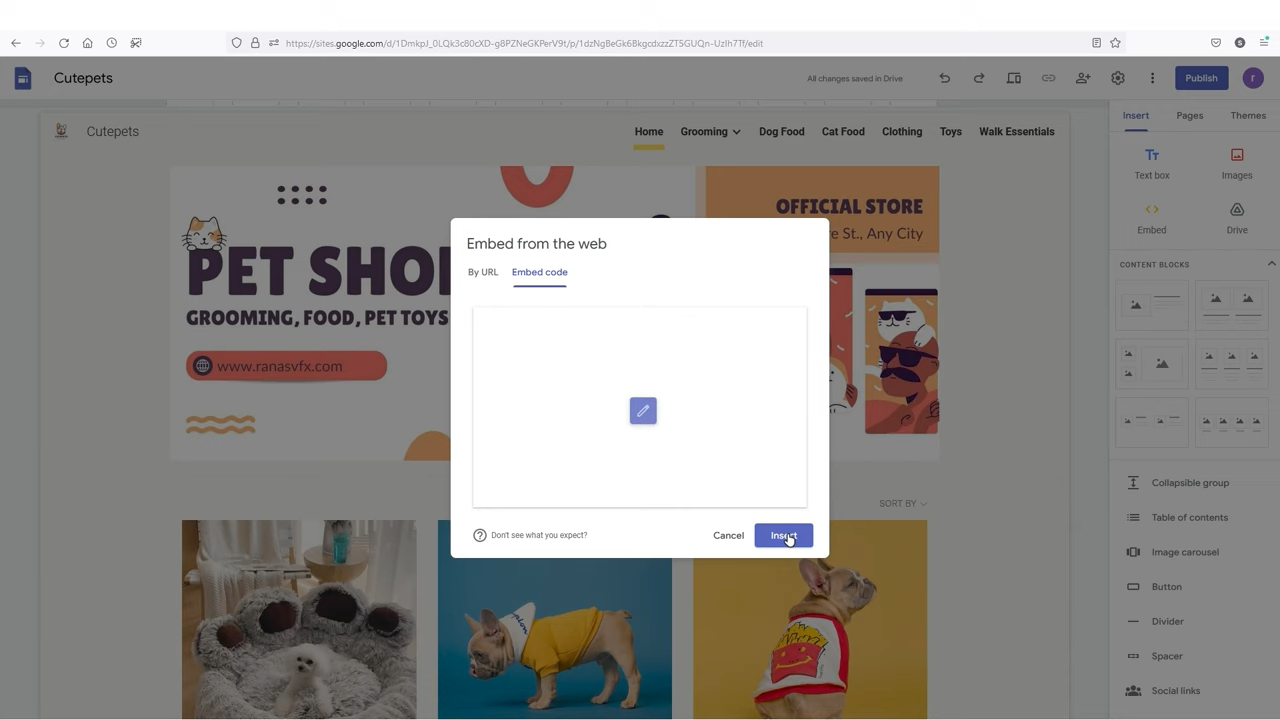 https://sites.google.com/d/1DmkpJ_0LQk3c80cXD-g8PZNeGKPerV9t/p/1dzNgBeGk6BkgcdxzzZT5GUQn-UzIh7Tf/edit
Cutepets
All changes saved in Drive
Publish
r
Cutepets
Home
Grooming
Dog Food
Cat Food
Clothing
Toys
Walk Essentials
Insert
Pages
Themes
Text box
Images
Embed
Drive
CONTENT BLOCKS
Collapsible group
Table of contents
Image carousel
Button
Divider
Spacer
Social links
PET SHO
GROOMING, FOOD, PET TOYS
www.ranasvfx.com
OFFICIAL STORE
re St., Any City
SORT BY
Embed from the web
By URL
Embed code
Don't see what you expect?
Cancel
Insert